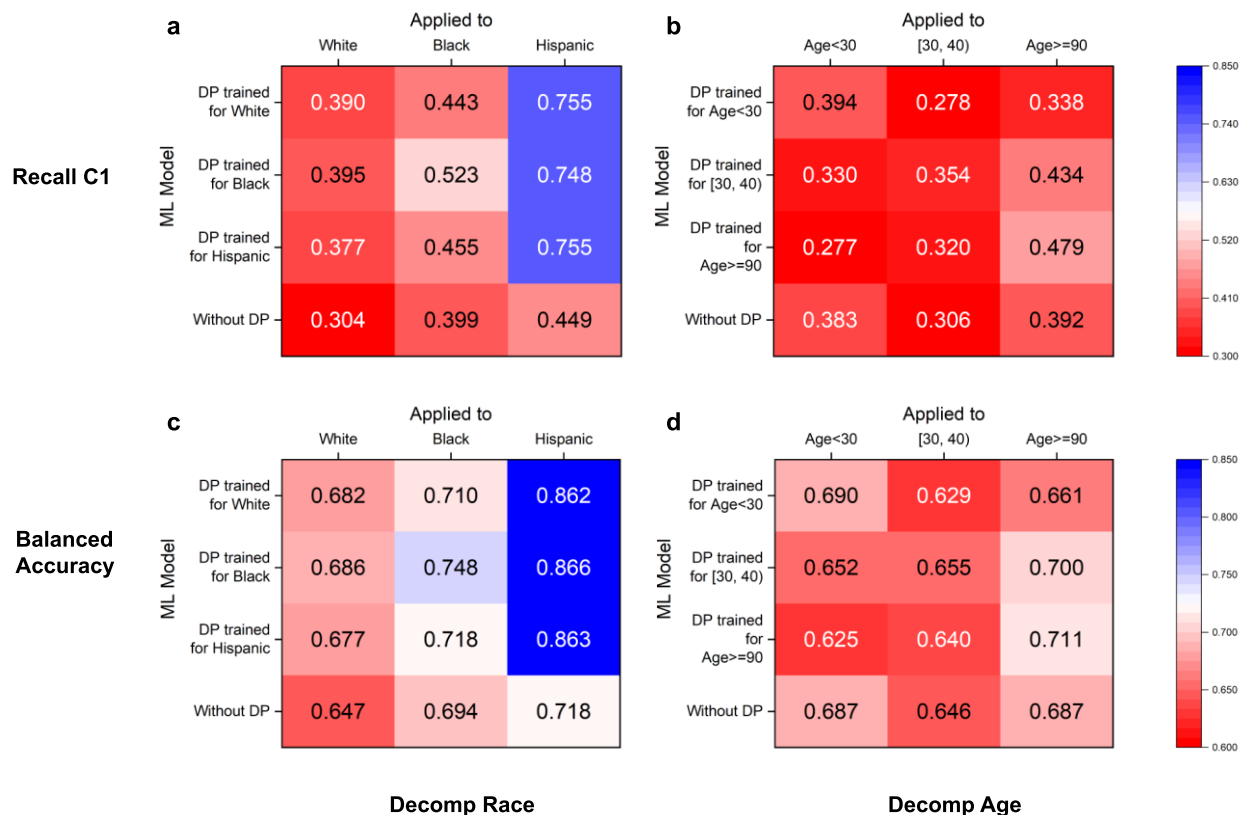 a
Applied to
White Black Hispanic
Recall C1
ML Model
DP trained
for White
0.390 0.443 0.755
DP trained
for Black
0.395 0.523 0.748
DP trained
for Hispanic
0.377 0.455 0.755
Without DP
0.304 0.399 0.449
b
Applied to
Age<30 [30, 40) Age>=90
ML Model
DP trained
for Age<30
0.394 0.278 0.338
DP trained
for [30, 40)
0.330 0.354 0.434
DP trained
for
Age>=90
0.277 0.320 0.479
Without DP
0.383 0.306 0.392
0.850
0.740
0.630
0.520
0.410
0.300
c
Applied to
White Black Hispanic
Balanced
Accuracy
ML Model
DP trained
for White
0.682 0.710 0.862
DP trained
for Black
0.686 0.748 0.866
DP trained
for Hispanic
0.677 0.718 0.863
Without DP
0.647 0.694 0.718
Decomp Race
d
Applied to
Age<30 [30, 40) Age>=90
ML Model
DP trained
for Age<30
0.690 0.629 0.661
DP trained
for [30, 40)
0.652 0.655 0.700
DP trained
for
Age>=90
0.625 0.640 0.711
Without DP
0.687 0.646 0.687
Decomp Age
0.850
0.850
0.800
0.750
0.700
0.650
0.600